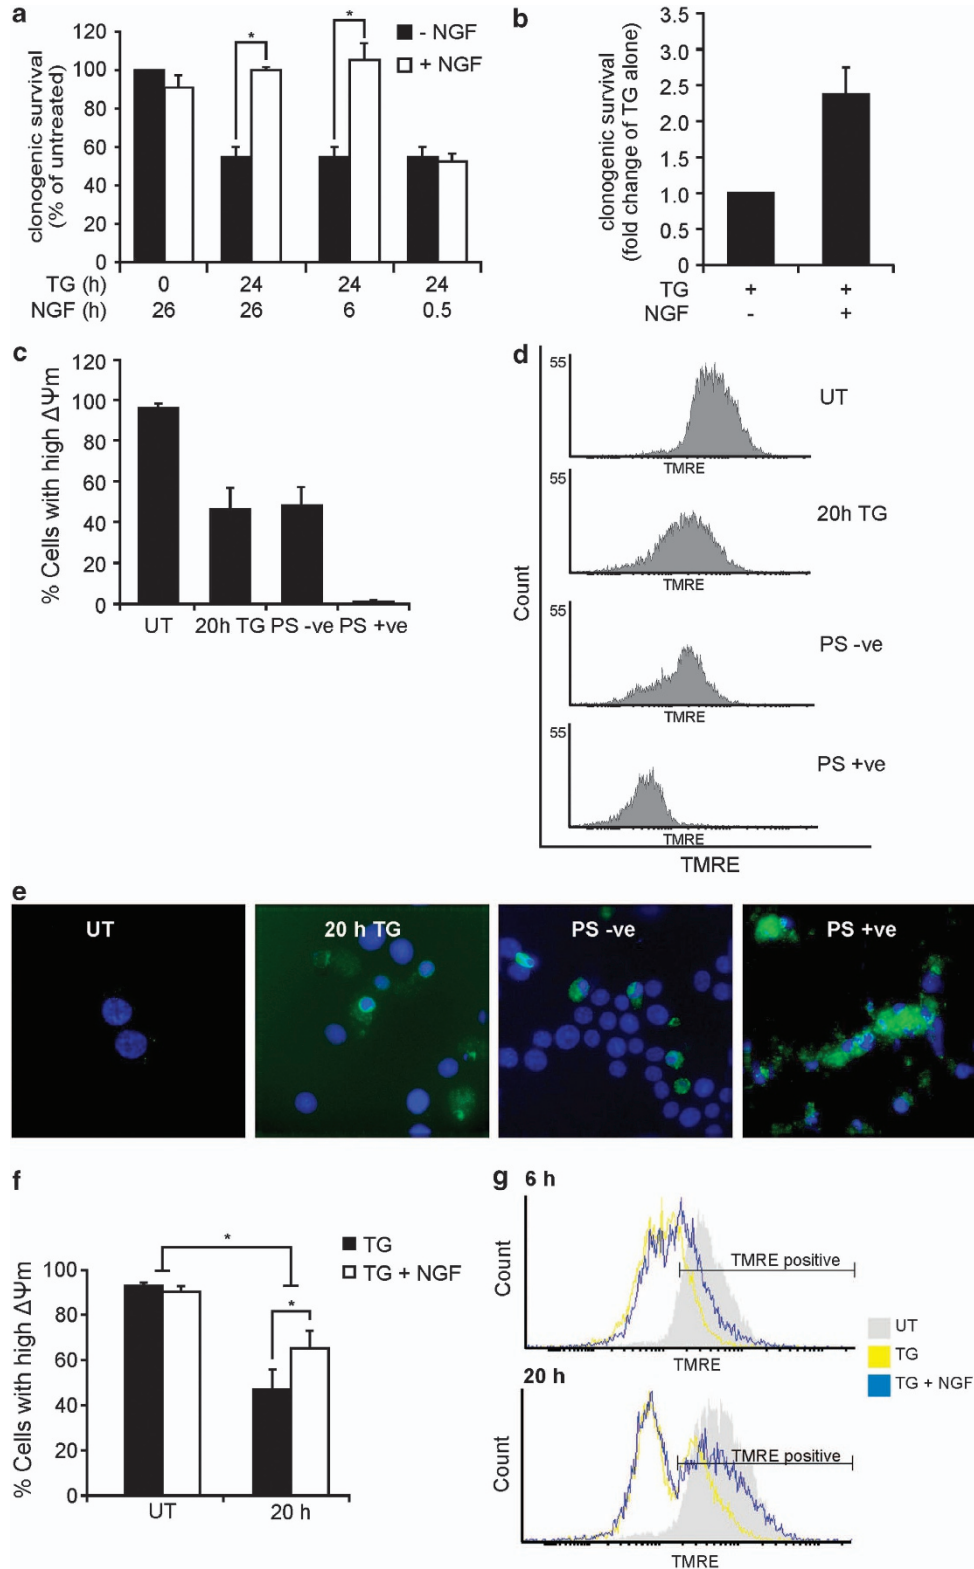 a
clonogenic survival
(% of untreated)
120
100
80
60
40
20
0
*
*
- NGF
+ NGF
TG (h) 0 24 24 24
NGF (h) 26 26 6 0.5
b
clonogenic survival
(fold change of TG alone)
3.5
3.0
2.5
2.0
1.5
1.0
0.5
0
TG + +
NGF - +
c
% Cells with high ΔΨm
120
100
80
60
40
20
0
UT 20h TG PS -ve PS +ve
d
Count
55
UT
TMRE
55
20h TG
TMRE
55
PS -ve
TMRE
55
PS +ve
TMRE
TMRE
e
UT
20 h TG
PS -ve
PS +ve
f
% Cells with high ΔΨm
100
80
60
40
20
0
*
*
TG
TG + NGF
UT 20 h
g
6 h
Count
TMRE positive
TMRE
20 h
Count
TMRE positive
TMRE
UT
TG
TG + NGF